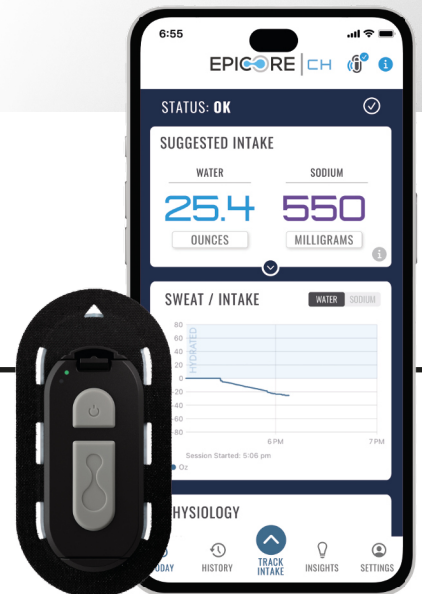 6:55
EPICORE | CH
STATUS: OK
SUGGESTED INTAKE
WATER SODIUM
25.4 550
OUNCES MILLIGRAMS
SWEAT / INTAKE WATER SODIUM
80
60
40
20
0
-20
-40
-60
-80
HYDRATED
6 PM 7 PM
Session Started: 5:06 pm
Oz
HYSIOLOGY
ODAY HISTORY TRACK INTAKE INSIGHTS SETTINGS